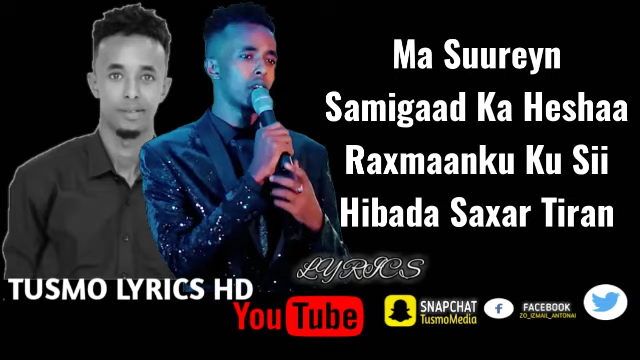 Ma Suureyn
Samigaad Ka Heshaa
Raxmaanku Ku Sii
Hibada Saxar Tiran
LYRICS
TUSMO LYRICS HD
YouTube
SNAPCHAT
TusmoMedia
f
FACEBOOK
ZO_IZMAIL_ANTONAI